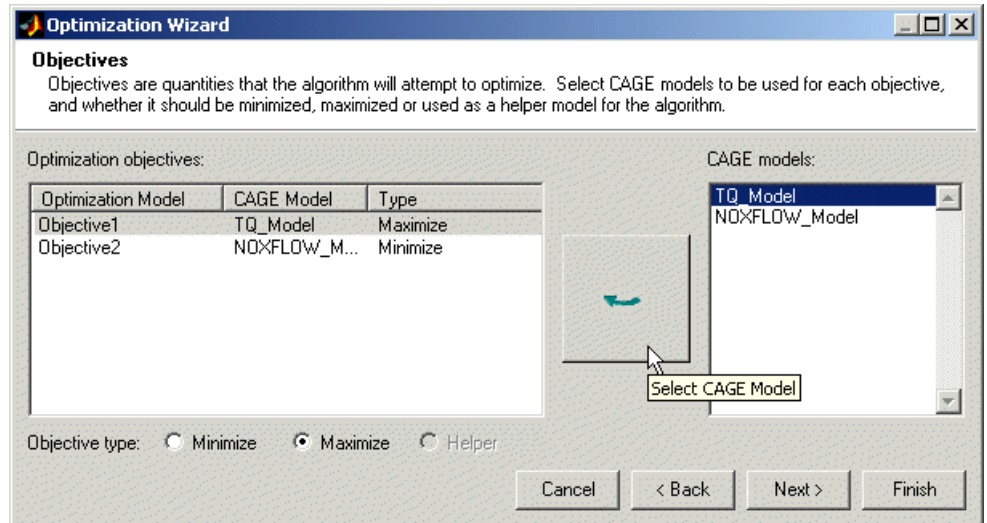 Optimization Wizard
Objectives
Objectives are quantities that the algorithm will attempt to optimize. Select CAGE models to be used for each objective,
and whether it should be minimized, maximized or used as a helper model for the algorithm.
Optimization objectives:
CAGE models:
Optimization Model CAGE Model Type
Objective1 TQ_Model Maximize
Objective2 NOXFLOW_M... Minimize
TQ_Model
NOXFLOW_Model
Select CAGE Model
Objective type: Minimize Maximize Helper
Cancel < Back Next > Finish